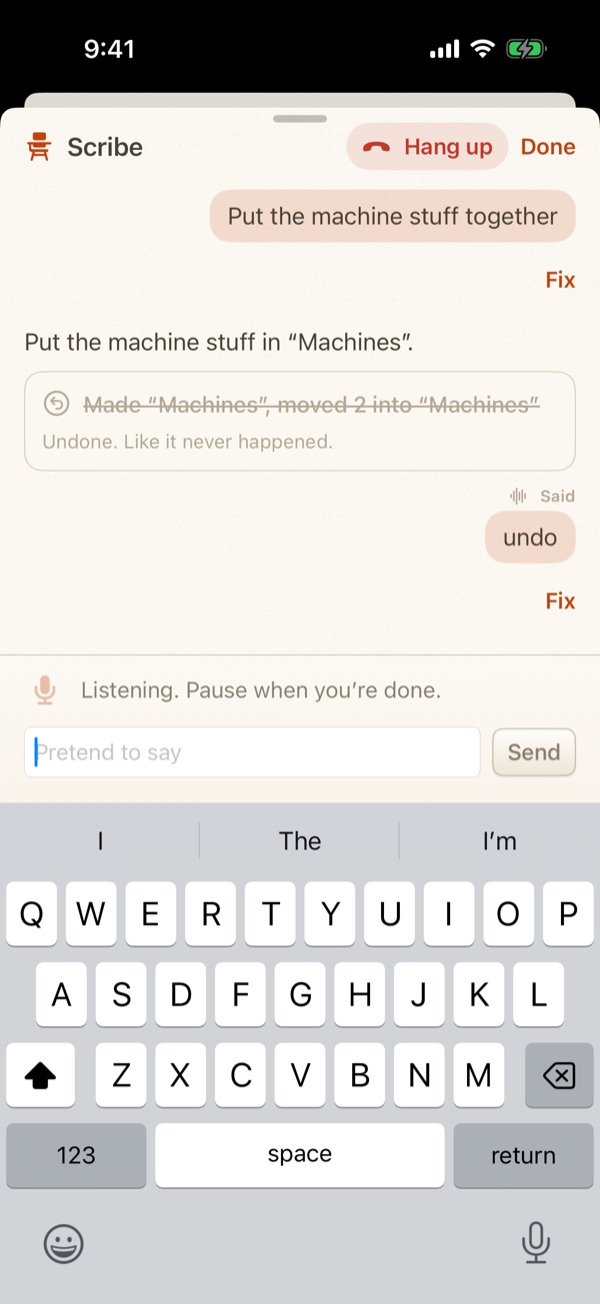 9:41
Scribe
Hang up
Done
Put the machine stuff together
Fix
Put the machine stuff in “Machines”.
Made “Machines”, moved 2 into “Machines”
Undone. Like it never happened.
Said
undo
Fix
Listening. Pause when you’re done.
Pretend to say
Send
I The I’m
Q W E R T Y U I O P
A S D F G H J K L
Z X C V B N M
123 space return